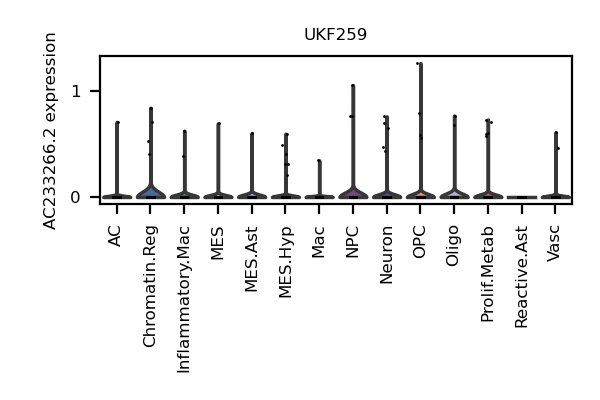 UKF259
AC233266.2 expression
1
0
AC
Chromatin.Reg
Inflammatory.Mac
MES
MES.Ast
MES.Hyp
Mac
NPC
Neuron
OPC
Oligo
Prolif.Metab
Reactive.Ast
Vasc